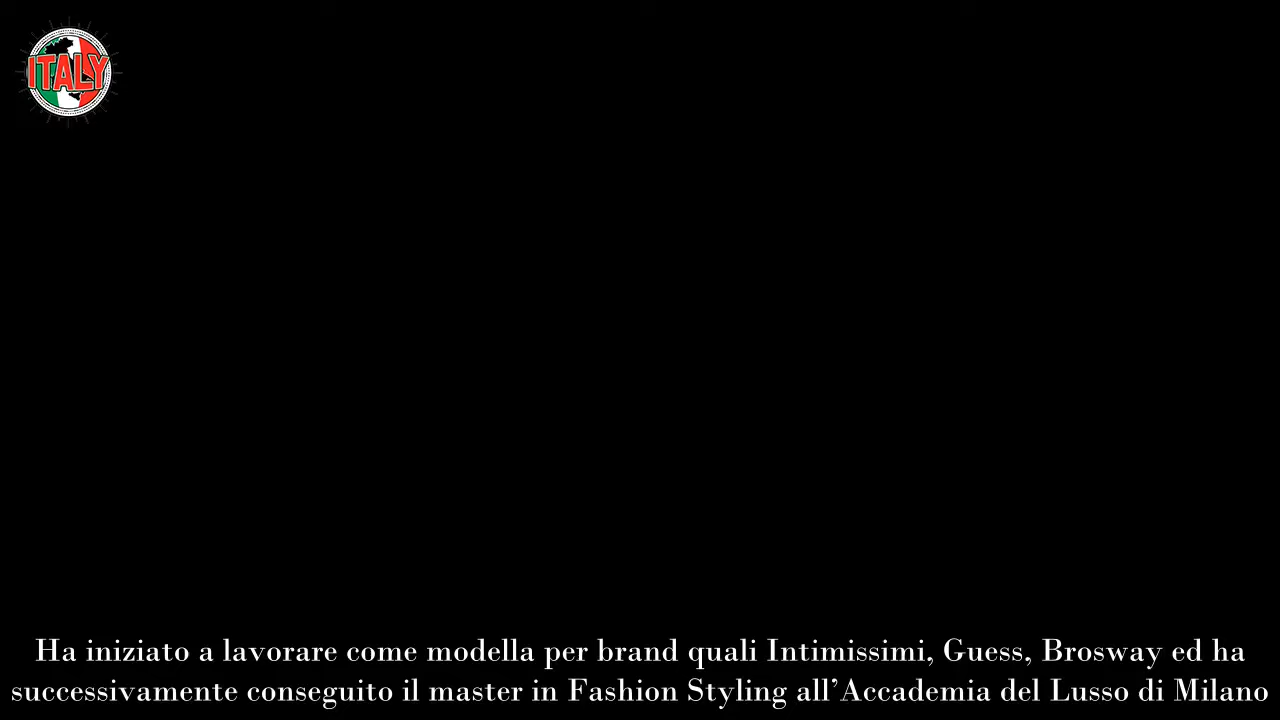 ITALY
Ha iniziato a lavorare come modella per brand quali Intimissimi, Guess, Brosway ed ha
successivamente conseguito il master in Fashion Styling all’Accademia del Lusso di Milano